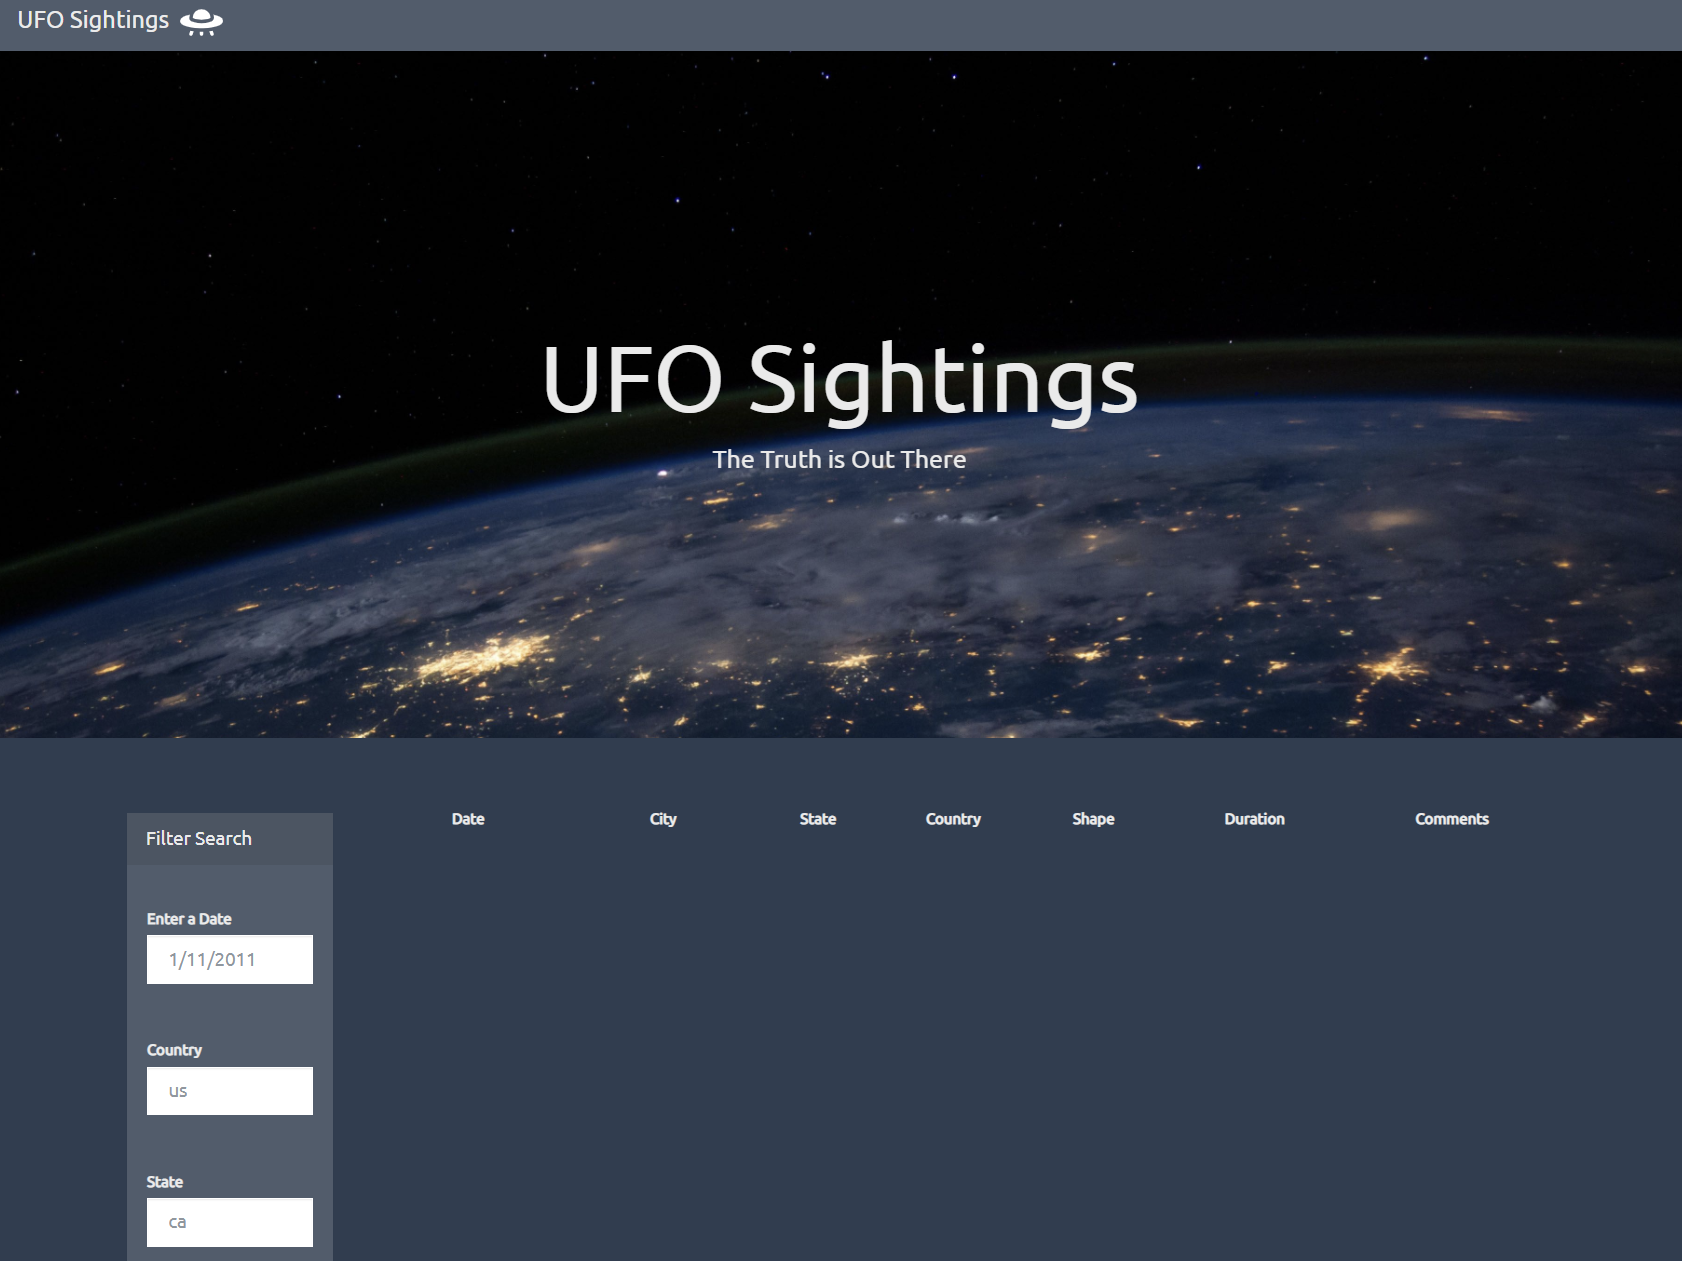 UFO Sightings
UFO Sightings
The Truth is Out There
Filter Search
Enter a Date
1/11/2011
Country
us
State
ca
Date City State Country Shape Duration Comments